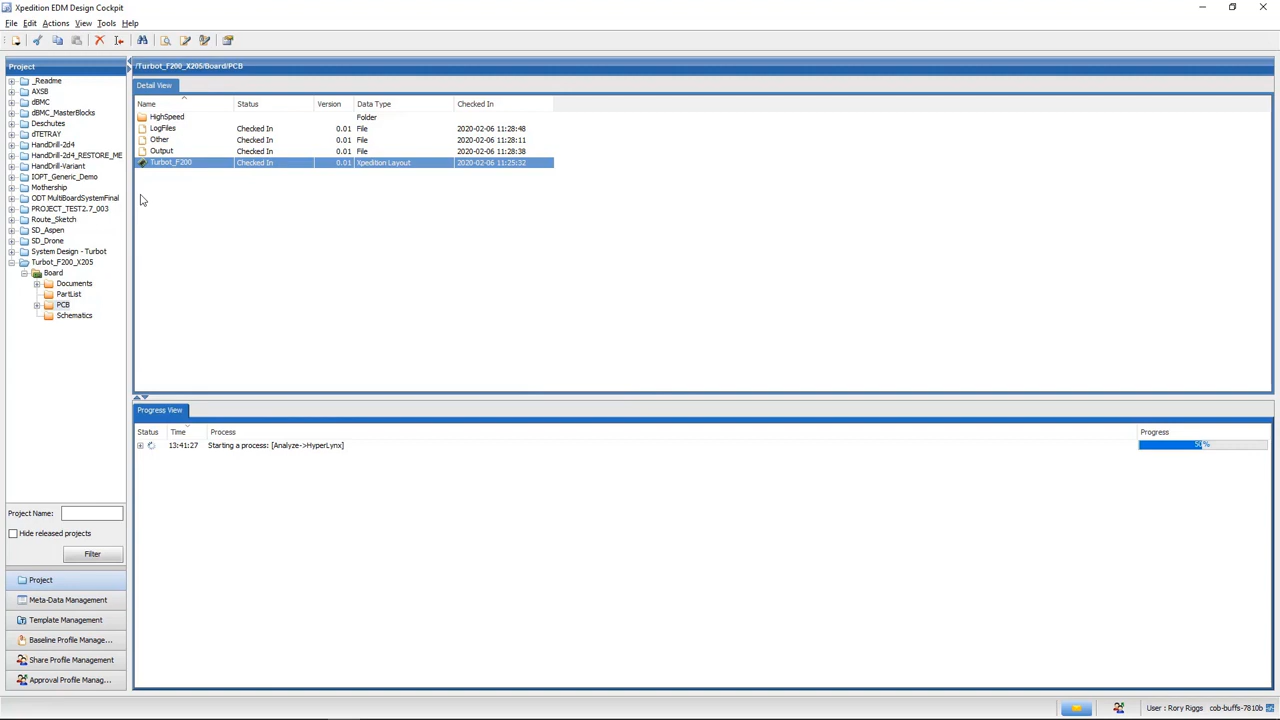 Xpedition EDM Design Cockpit
File Edit Actions View Tools Help
Project
_Readme
AXSB
dBMC
dBMC_MasterBlocks
Deschutes
dTETRAY
HandDrill-2d4
HandDrill-2d4_RESTORE_ME
HandDrill-Variant
IOPT_Generic_Demo
Mothership
ODT MultiBoardSystemFinal
PROJECT_TEST2.7_003
Route_Sketch
SD_Aspen
SD_Drone
System Design - Turbot
Turbot_F200_X205
Board
Documents
PartList
PCB
Schematics
Project Name:
Hide released projects
Filter
Project
Meta-Data Management
Template Management
Baseline Profile Manage...
Share Profile Management
Approval Profile Manag...
/Turbot_F200_X205/Board/PCB
Detail View
Name Status Version Data Type Checked In
HighSpeed Folder
LogFiles Checked In 0.01 File 2020-02-06 11:28:48
Other Checked In 0.01 File 2020-02-06 11:28:11
Output Checked In 0.01 File 2020-02-06 11:28:38
Turbot_F200 Checked In 0.01 Xpedition Layout 2020-02-06 11:25:32
Progress View
Status Time Process Progress
13:41:27 Starting a process: [Analyze->HyperLynx]
User : Rory Riggs cob-buffs-7810b